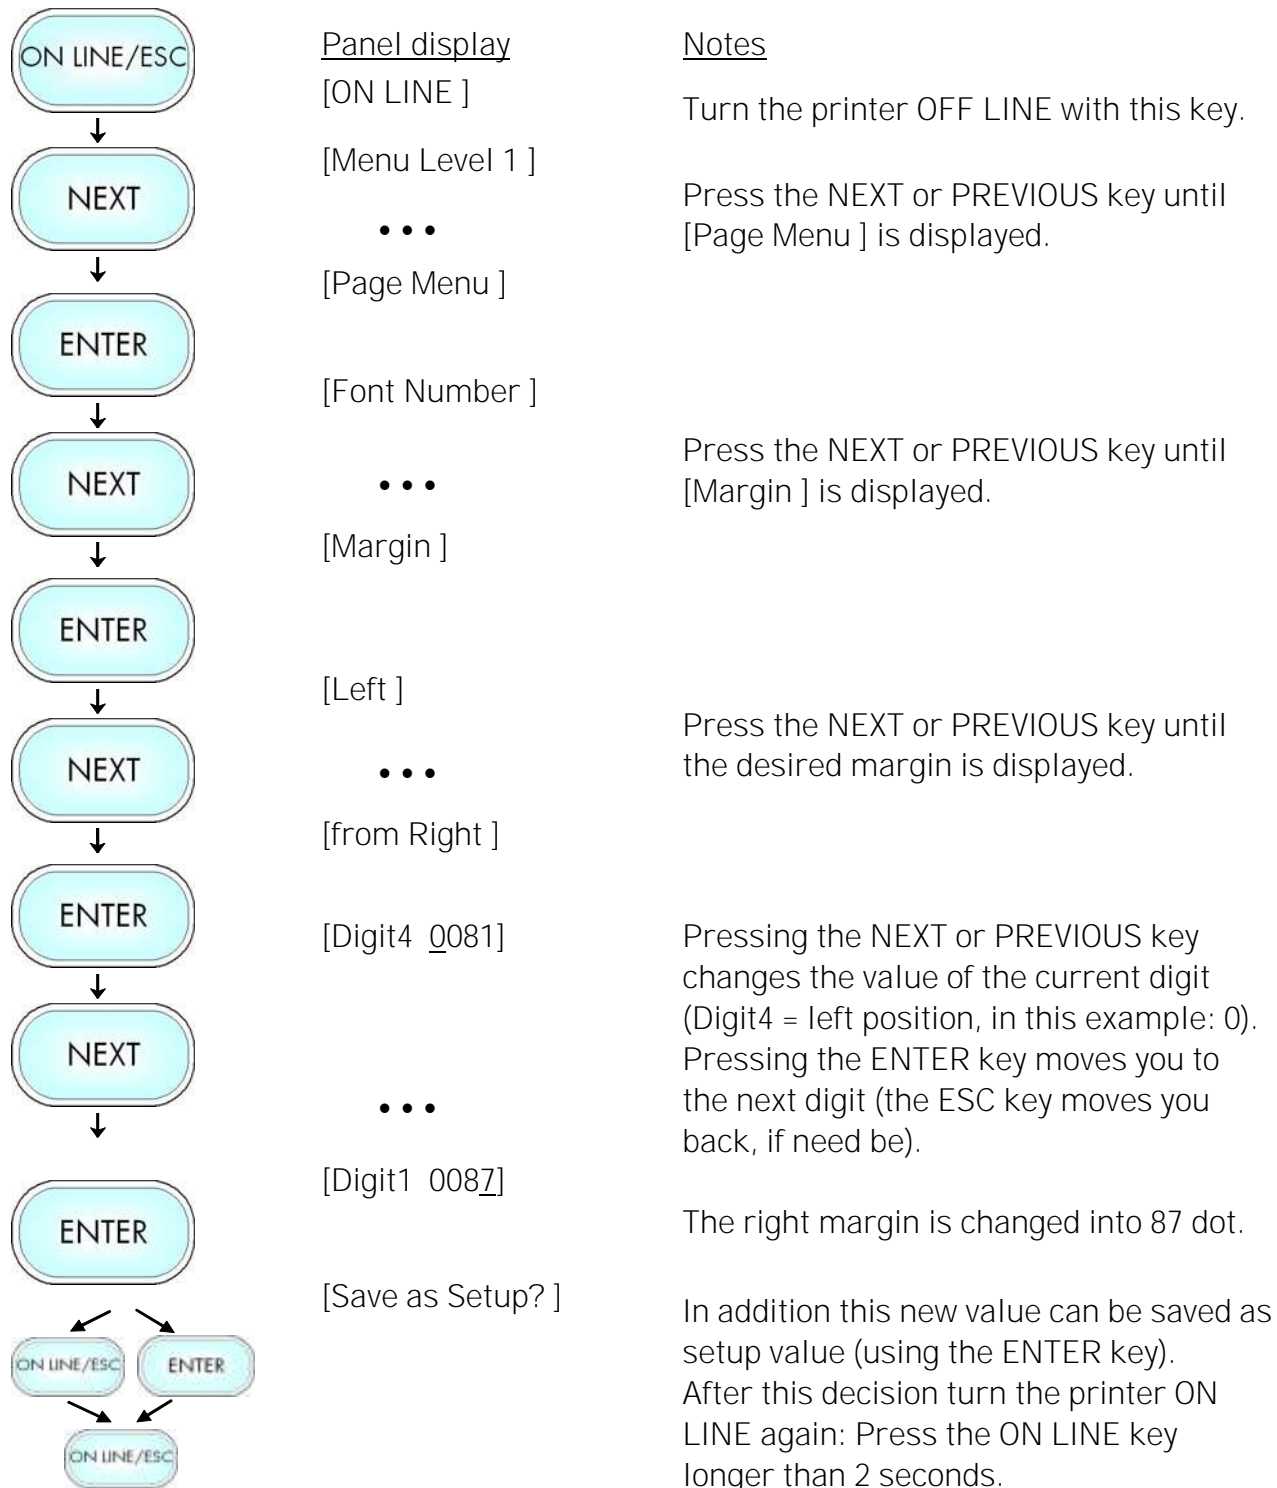 ON LINE/ESC
Panel display
Notes
[ON LINE ]
Turn the printer OFF LINE with this key.
[Menu Level 1 ]
NEXT
Press the NEXT or PREVIOUS key until
[Page Menu ] is displayed.
•••
[Page Menu ]
ENTER
[Font Number ]
NEXT
Press the NEXT or PREVIOUS key until
[Margin ] is displayed.
•••
[Margin ]
ENTER
[Left ]
NEXT
Press the NEXT or PREVIOUS key until
the desired margin is displayed.
•••
[from Right ]
ENTER
[Digit4 0081]
Pressing the NEXT or PREVIOUS key
changes the value of the current digit
(Digit4 = left position, in this example: 0).
Pressing the ENTER key moves you to
the next digit (the ESC key moves you
back, if need be).
NEXT
•••
[Digit1 0087]
ENTER
The right margin is changed into 87 dot.
[Save as Setup? ]
In addition this new value can be saved as
setup value (using the ENTER key).
After this decision turn the printer ON
LINE again: Press the ON LINE key
longer than 2 seconds.
ON LINE/ESC
ENTER
ON LINE/ESC